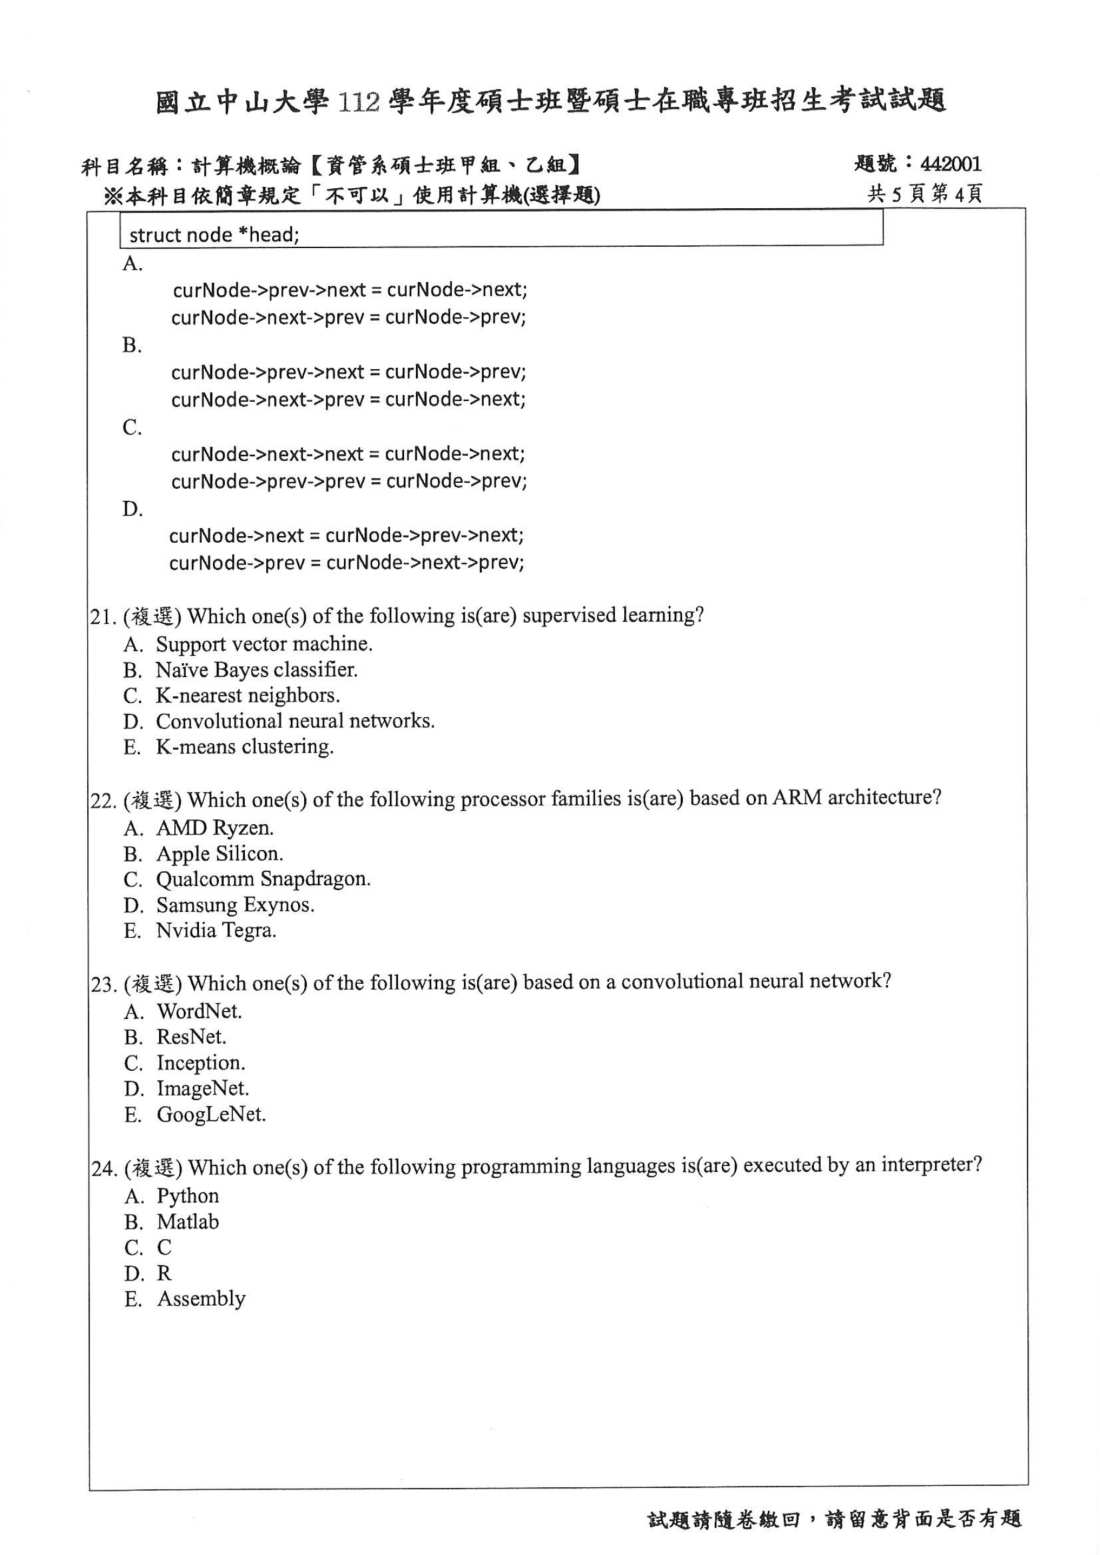 國立中山大學 112 學年度碩士班暨碩士在職專班招生考試試題
科目名稱：計算機概論【資管系碩士班甲組、乙組】
題號：442001
※本科目依簡章規定「不可以」使用計算機(選擇題)
共 5 頁第 4頁
struct node *head;
A.
curNode->prev->next = curNode->next;
curNode->next->prev = curNode->prev;
B.
curNode->prev->next = curNode->prev;
curNode->next->prev = curNode->next;
C.
curNode->next->next = curNode->next;
curNode->prev->prev = curNode->prev;
D.
curNode->next = curNode->prev->next;
curNode->prev = curNode->next->prev;
21. (複選) Which one(s) of the following is(are) supervised learning?
A. Support vector machine.
B. Naïve Bayes classifier.
C. K-nearest neighbors.
D. Convolutional neural networks.
E. K-means clustering.
22. (複選) Which one(s) of the following processor families is(are) based on ARM architecture?
A. AMD Ryzen.
B. Apple Silicon.
C. Qualcomm Snapdragon.
D. Samsung Exynos.
E. Nvidia Tegra.
23. (複選) Which one(s) of the following is(are) based on a convolutional neural network?
A. WordNet.
B. ResNet.
C. Inception.
D. ImageNet.
E. GoogLeNet.
24. (複選) Which one(s) of the following programming languages is(are) executed by an interpreter?
A. Python
B. Matlab
C. C
D. R
E. Assembly
試題請隨卷繳回，請留意背面是否有題